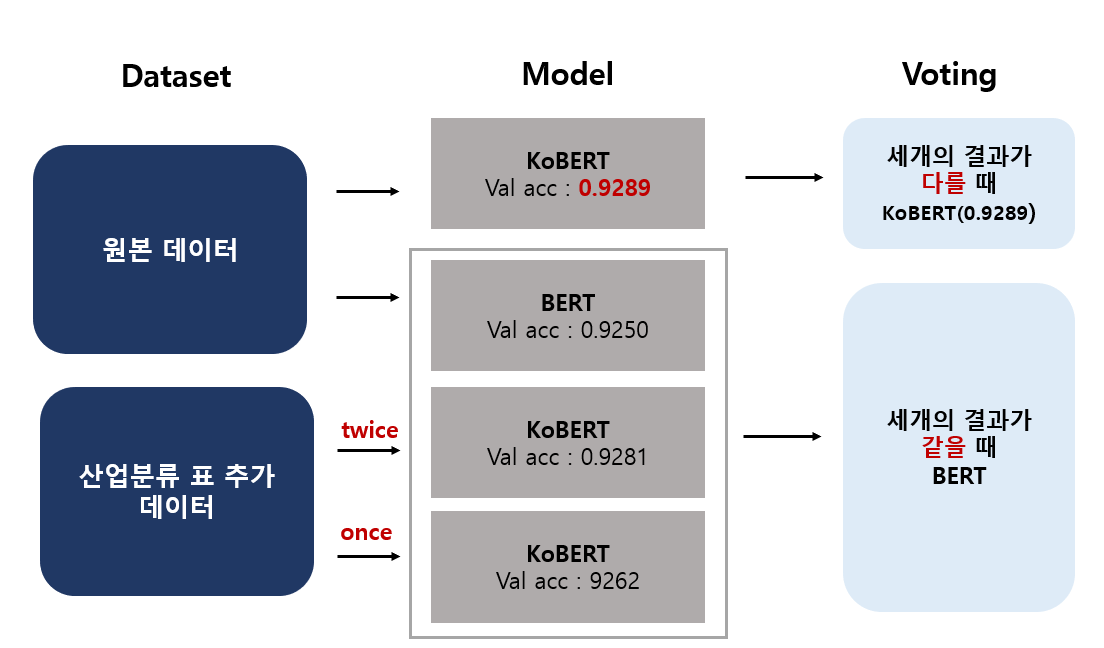 Dataset
Model
Voting
원본 데이터
산업분류 표 추가
데이터
twice
once
KoBERT
Val acc : 0.9289
BERT
Val acc : 0.9250
KoBERT
Val acc : 0.9281
KoBERT
Val acc : 9262
세개의 결과가
다를 때
KoBERT(0.9289)
세개의 결과가
같을 때
BERT